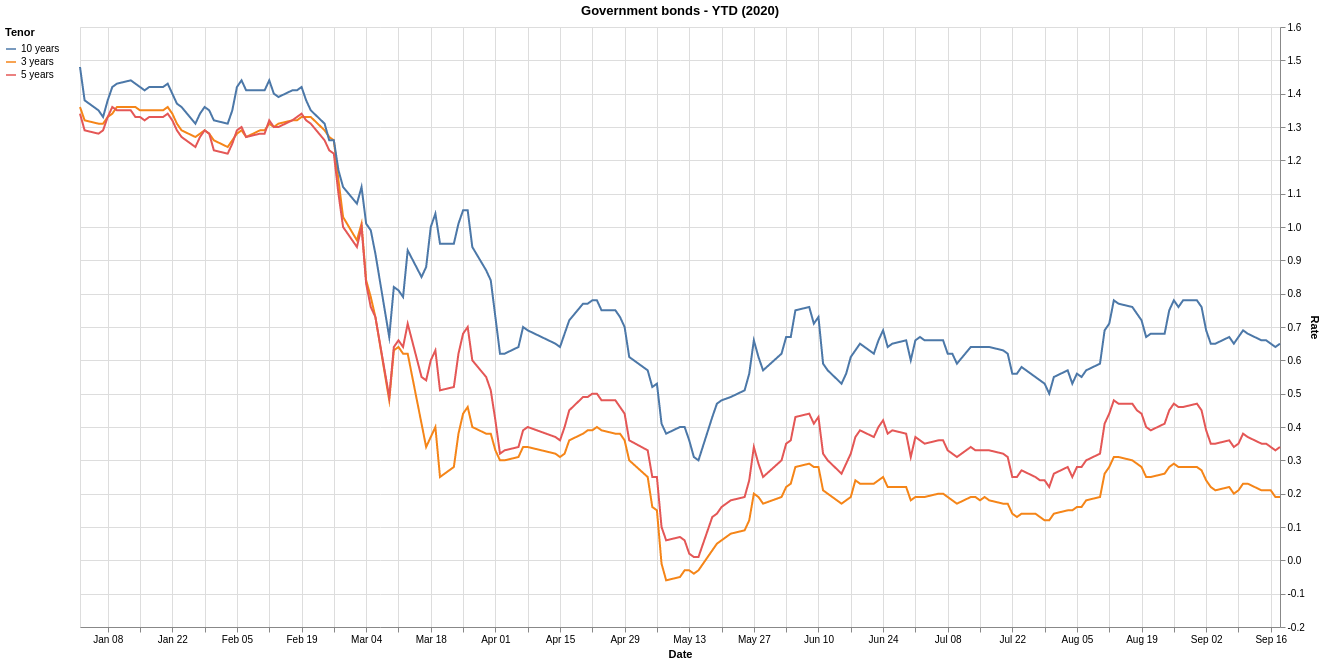 Government bonds - YTD (2020)
Tenor
10 years
3 years
5 years
1.6
1.5
1.4
1.3
1.2
1.1
1.0
0.9
0.8
0.7
0.6
0.5
0.4
0.3
0.2
0.1
0.0
-0.1
-0.2
Rate
Jan 08 Jan 22 Feb 05 Feb 19 Mar 04 Mar 18 Apr 01 Apr 15 Apr 29 May 13 May 27 Jun 10 Jun 24 Jul 08 Jul 22 Aug 05 Aug 19 Sep 02 Sep 16
Date